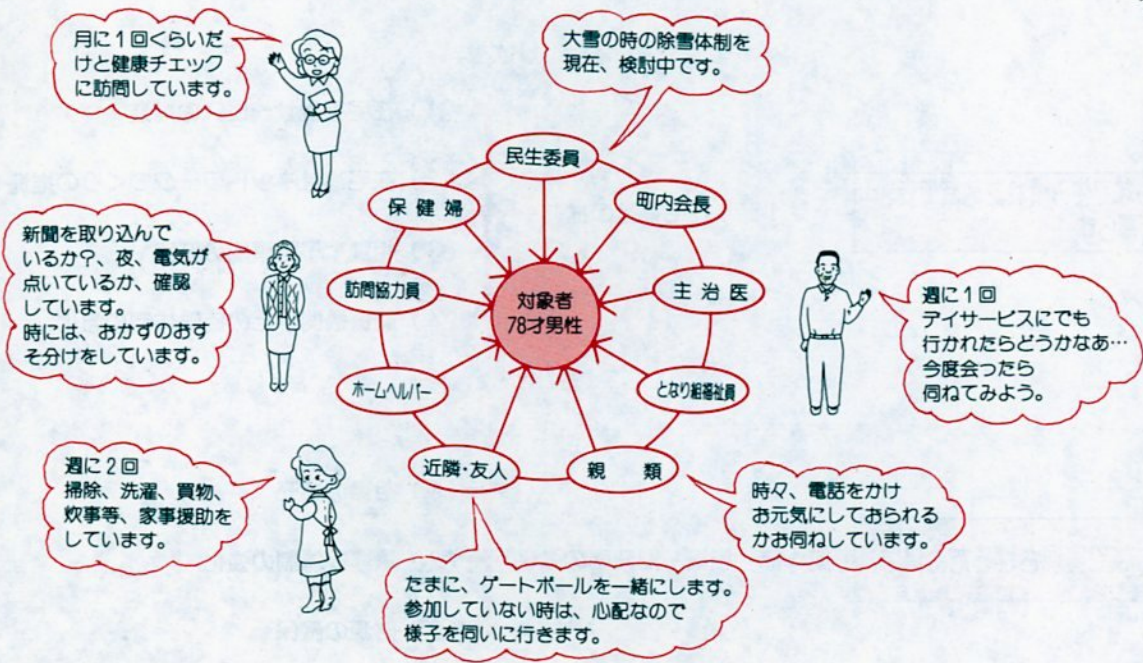 月に1回くらいだ
けと健康チェック
に訪問しています。
大雪の時の除雪体制を
現在、検討中です。
民生委員
保健婦
町内会長
新聞を取り込んで
いるか?、夜、電気が
点いているか、確認
しています。
時には、おかずのおす
そ分けをしています。
訪問協力員
対象者
78才男性
主治医
週に1回
デイサービスにでも
行かれたらどうかなあ…
今度会ったら
伺ねてみよう。
ホームヘルパー
となり組福祉員
週に2回
掃除、洗濯、買物、
炊事等、家事援助を
しています。
近隣・友人
親類
時々、電話をかけ
お元気にしておられる
かお伺ねしています。
たまに、ゲートボールを一緒にします。
参加していない時は、心配なので
様子を伺いに行きます。